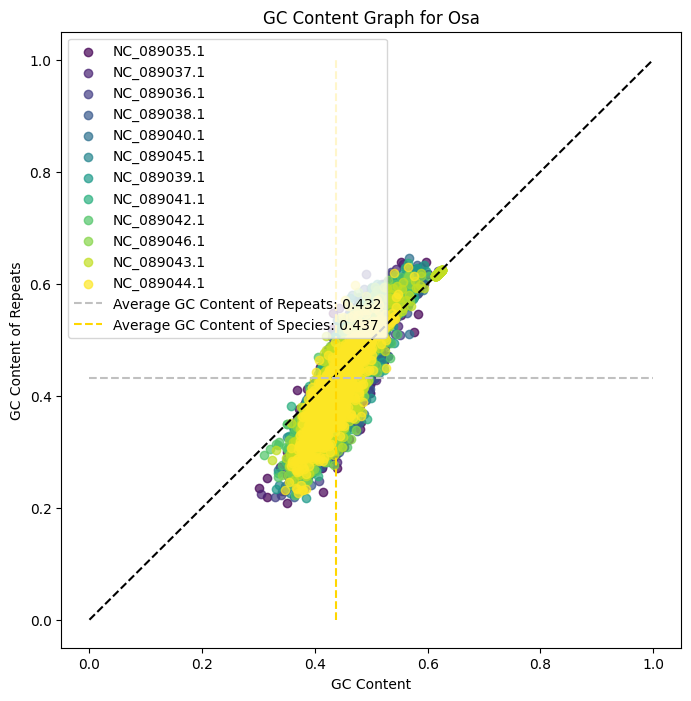 GC Content Graph for Osa
NC_089035.1
NC_089037.1
NC_089036.1
NC_089038.1
NC_089040.1
NC_089045.1
NC_089039.1
NC_089041.1
NC_089042.1
NC_089046.1
NC_089043.1
NC_089044.1
Average GC Content of Repeats: 0.432
Average GC Content of Species: 0.437
GC Content of Repeats
1.0
0.8
0.6
0.4
0.2
0.0
0.0 0.2 0.4 0.6 0.8 1.0
GC Content